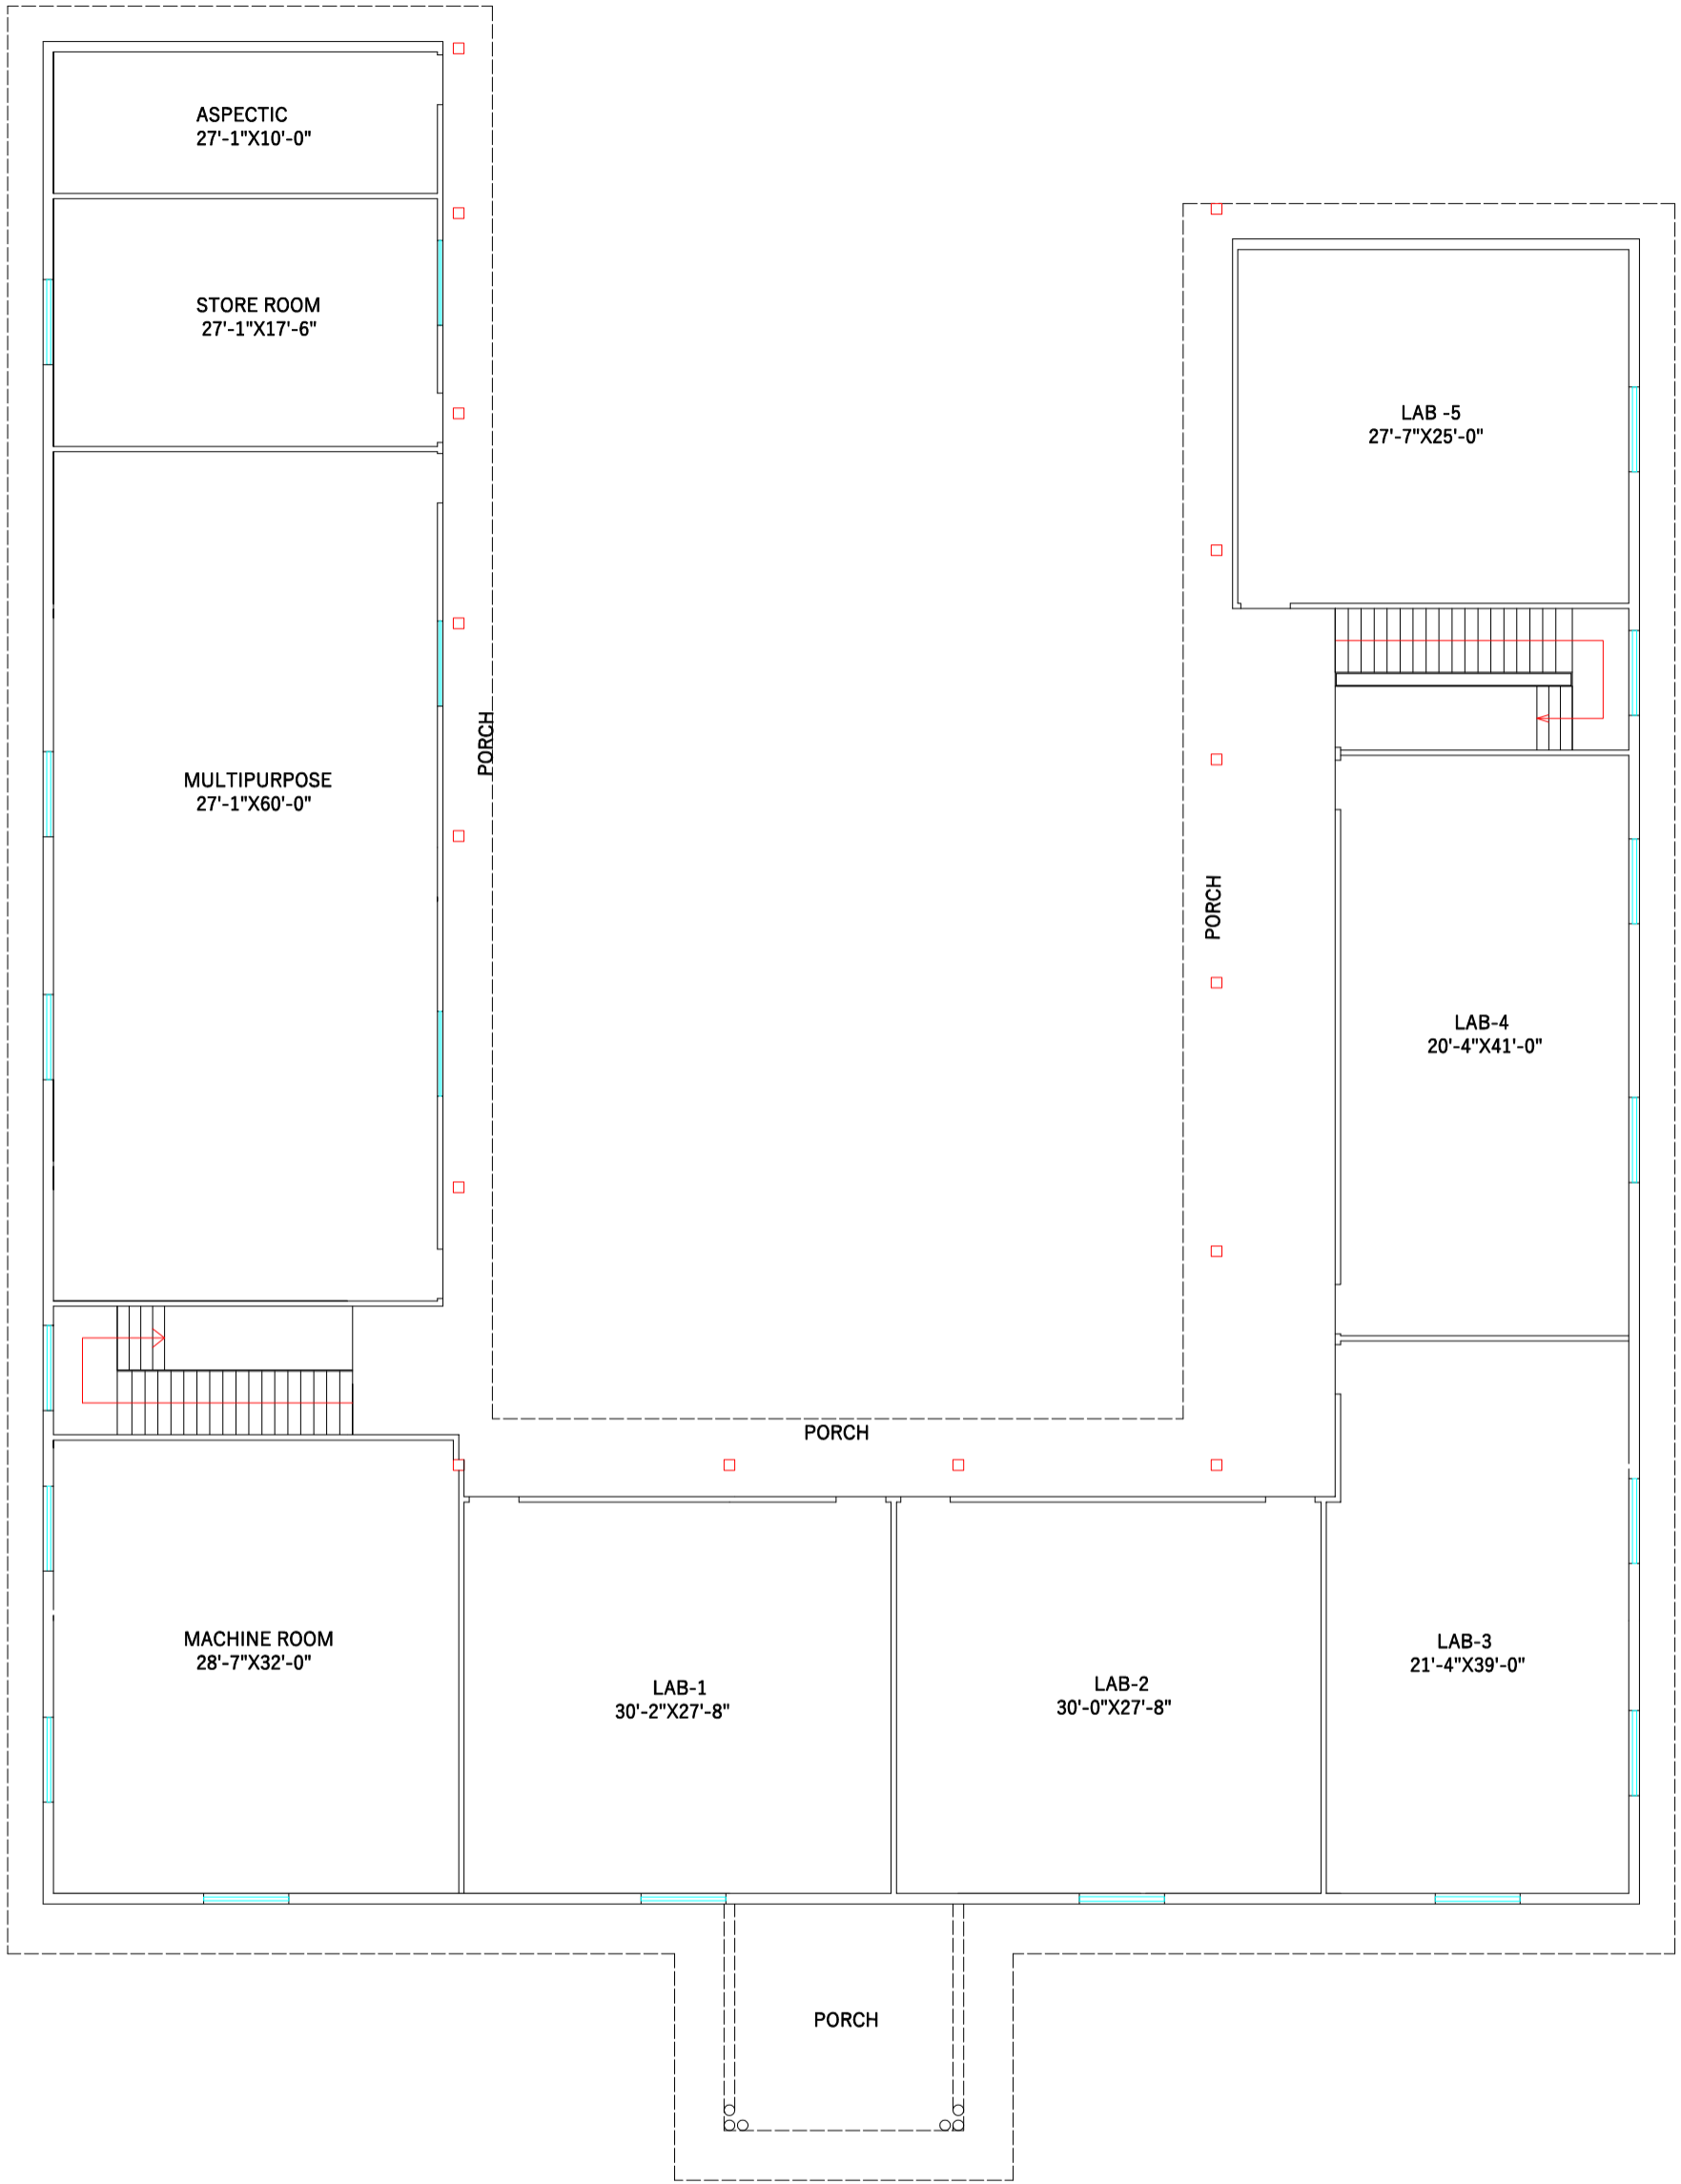 ASPECTIC
27'-1"X10'-0"
STORE ROOM
27'-1"X17'-6"
LAB -5
27'-7"X25'-0"
PORCH
MULTIPURPOSE
27'-1"X60'-0"
PORCH
LAB-4
20'-4"X41'-0"
PORCH
MACHINE ROOM
28'-7"X32'-0"
LAB-1
30'-2"X27'-8"
LAB-2
30'-0"X27'-8"
LAB-3
21'-4"X39'-0"
PORCH